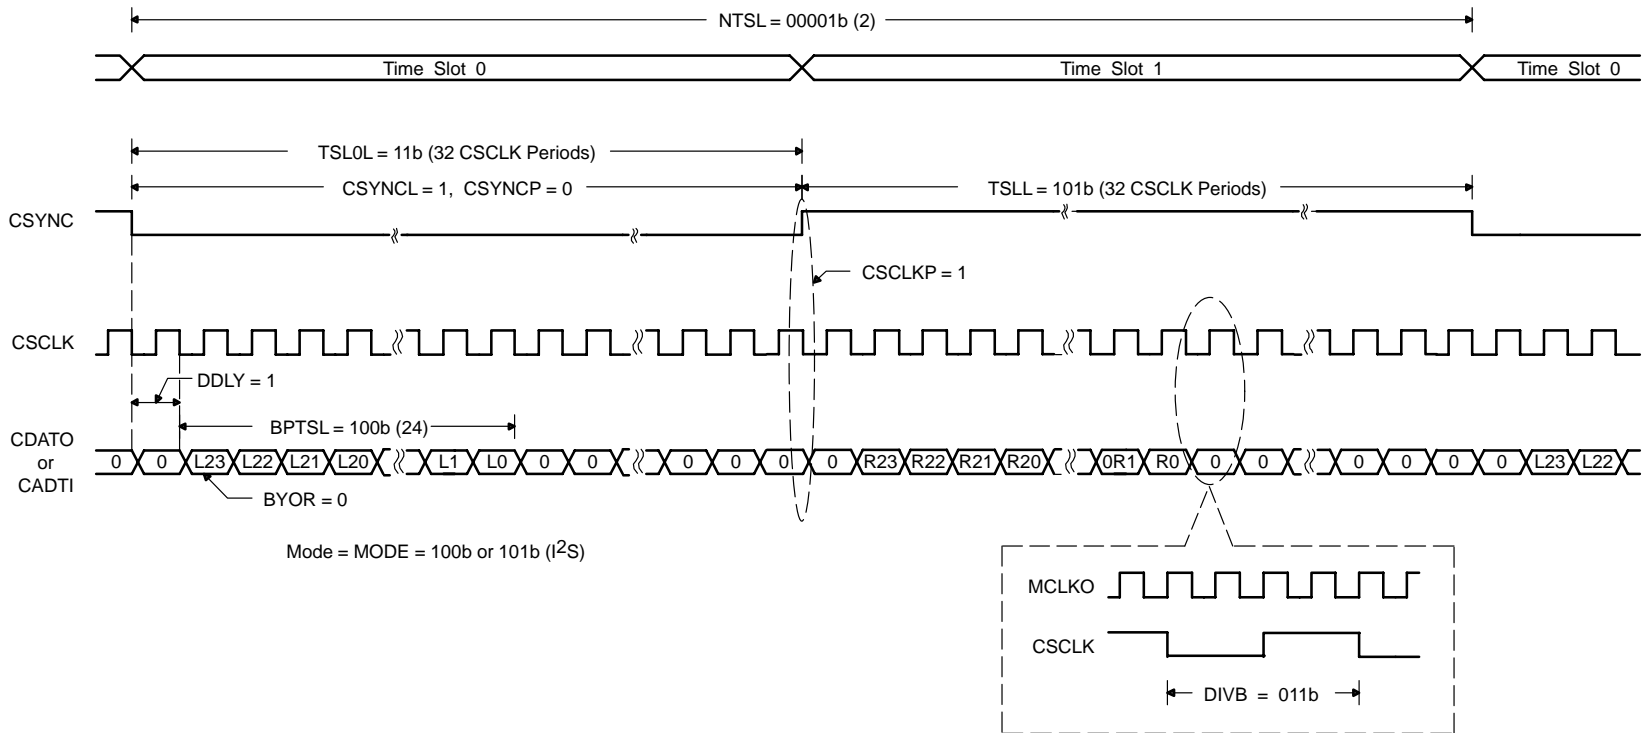 NTSL = 00001b (2)
Time Slot 0 Time Slot 1 Time Slot 0
TSL0L = 11b (32 CSCLK Periods)
CSYNCL = 1, CSYNCP = 0 TSLL = 101b (32 CSCLK Periods)
CSYNC
CSCLKP = 1
CSCLK
DDLY = 1
BPTSL = 100b (24)
CDATO
or
CADTI
0 0 L23 L22 L21 L20 L1 L0 0 0 0 0 0 0 R23 R22 R21 R20 0R1 R0 0 0 0 0 0 0 L23 L22
BYOR = 0
Mode = MODE = 100b or 101b (I²S)
MCLKO
CSCLK
DIVB = 011b